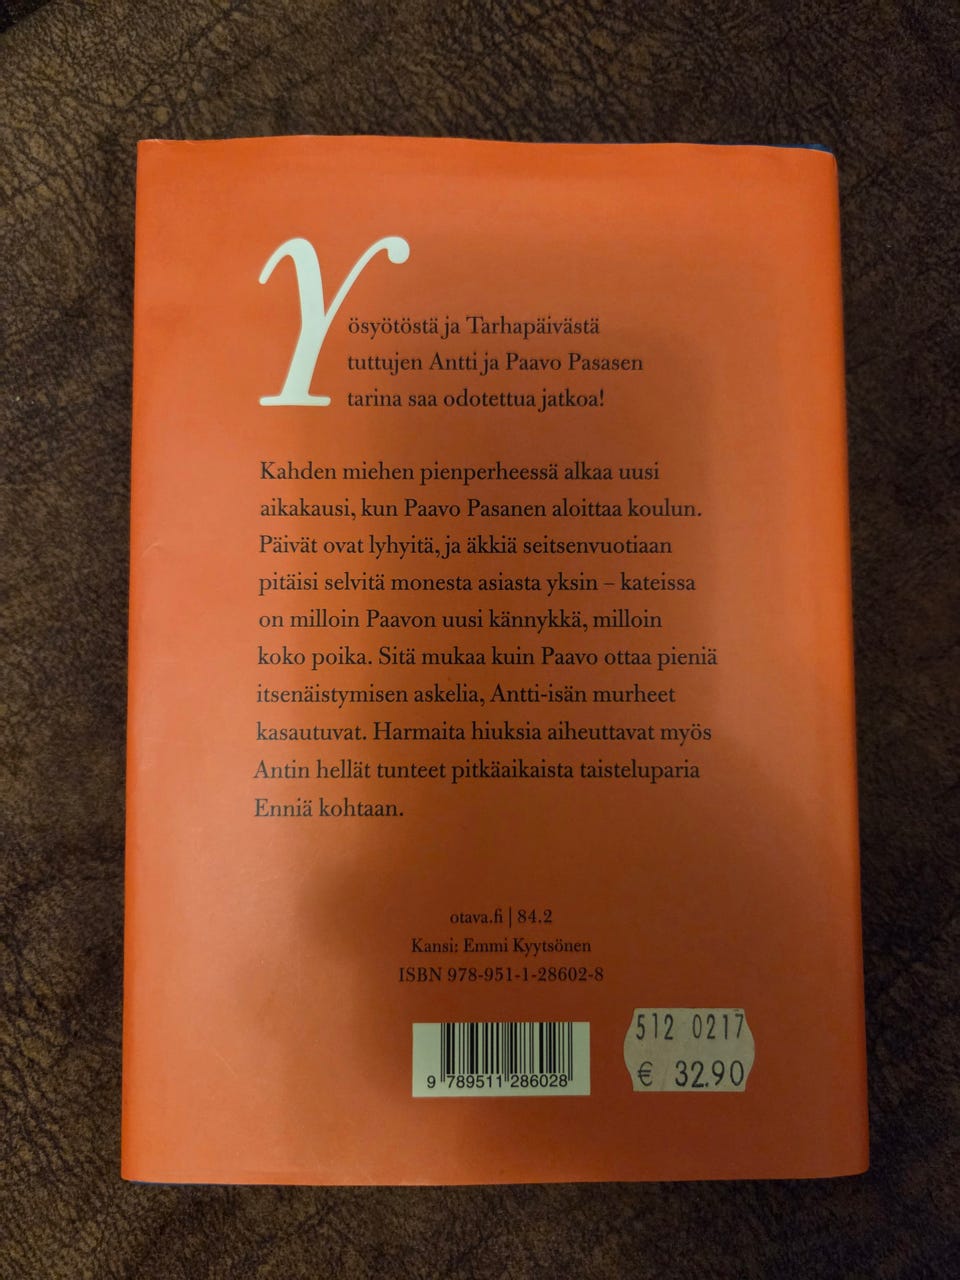 Yösyötöstä ja Tarhapäivästä
tuttujen Antti ja Paavo Pasasen
tarina saa odotettua jatkoa!
Kahden miehen pienperheessä alkaa uusi
aikakausi, kun Paavo Pasanen aloittaa koulun.
Päivät ovat lyhyitä, ja äkkiä seitsenvuotiaan
pitäisi selvitä monesta asiasta yksin – kateissa
on milloin Paavon uusi kännykkä, milloin
koko poika. Sitä mukaa kuin Paavo ottaa pieniä
itsenäistymisen askelia, Antti-isän murheet
kasautuvat. Harmaita hiuksia aiheuttavat myös
Antin hellät tunteet pitkäaikaista taisteluparia
Enniä kohtaan.
otava.fi | 84.2
Kansi: Emmi Kyytsönen
ISBN 978-951-1-28602-8
9 789511 286028
512 0217
€ 32.90